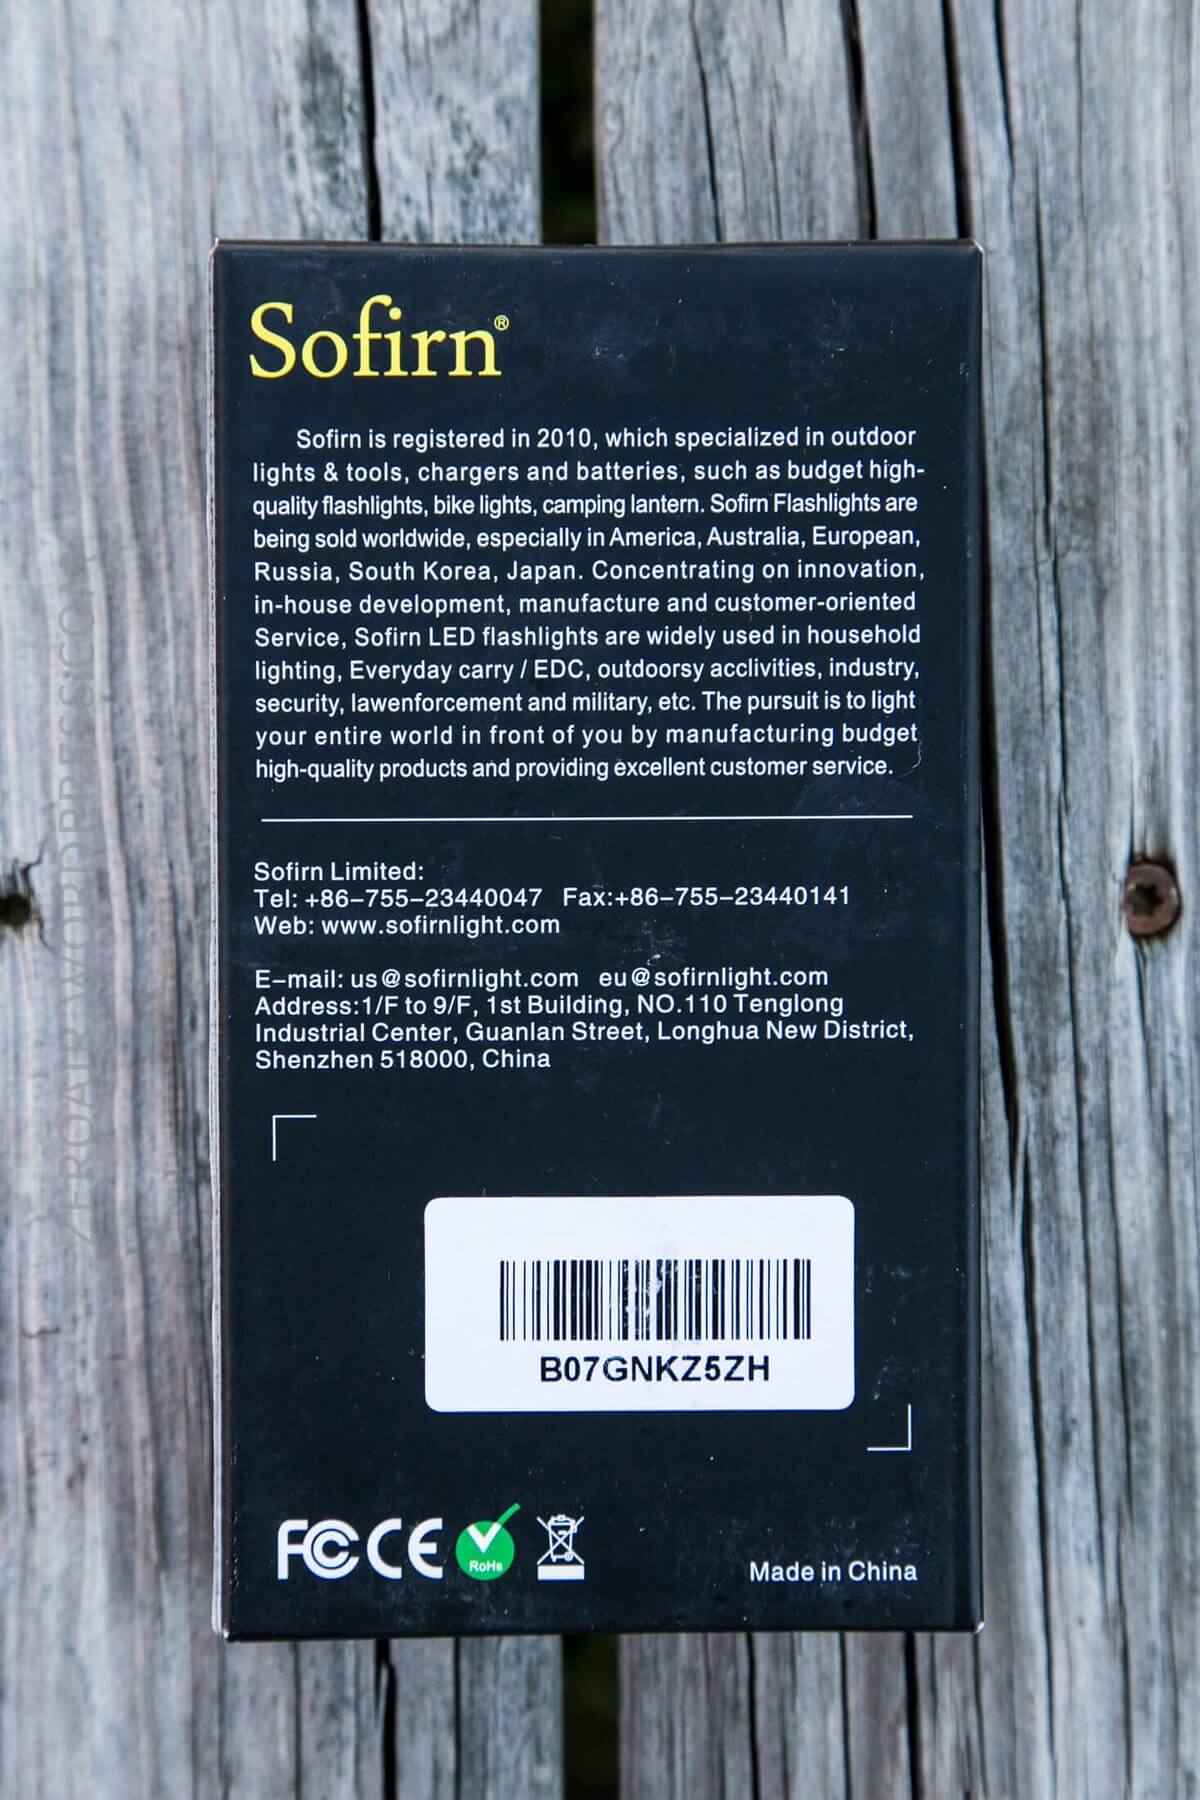 Sofirn®
Sofirn is registered in 2010, which specialized in outdoor
lights & tools, chargers and batteries, such as budget high-
quality flashlights, bike lights, camping lantern. Sofirn Flashlights are
being sold worldwide, especially in America, Australia, European,
Russia, South Korea, Japan. Concentrating on innovation,
in-house development, manufacture and customer-oriented
Service, Sofirn LED flashlights are widely used in household
lighting, Everyday carry / EDC, outdoorsy acclivities, industry,
security, lawenforcement and military, etc. The pursuit is to light
your entire world in front of you by manufacturing budget
high-quality products and providing excellent customer service.
Sofirn Limited:
Tel: +86–755–23440047 Fax:+86–755–23440141
Web: www.sofirnlight.com
E–mail: us@sofirnlight.com eu@sofirnlight.com
Address:1/F to 9/F, 1st Building, NO.110 Tenglong
Industrial Center, Guanlan Street, Longhua New District,
Shenzhen 518000, China
B07GNKZ5ZH
FC CE RoHs
Made in China
ZEROAIR.WORDPRESS.COM